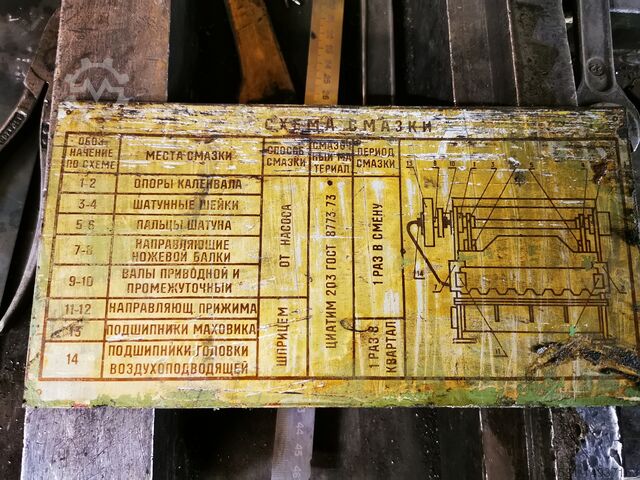 СХЕМА СМАЗКИ
ОБОЗ-
НАЧЕНИЕ
ПО СХЕМЕ
МЕСТА СМАЗКИ
СПОСОБ
СМАЗКИ
СМАЗОЧ-
НЫЙ МА-
ТЕРИАЛ
ПЕРИОД
СМАЗКИ
1-2
ОПОРЫ КАЛЕНВАЛА
3-4
ШАТУННЫЕ ШЕЙКИ
5-6
ПАЛЬЦЫ ШАТУНА
7-8
НАПРАВЛЯЮЩИЕ
НОЖЕВОЙ БАЛКИ
9-10
ВАЛЫ ПРИВОДНОЙ И
ПРОМЕЖУТОЧНЫЙ
11-12
НАПРАВЛЯЮЩ. ПРИЖИМА
13
ПОДШИПНИКИ МАХОВИКА
14
ПОДШИПНИКИ ГОЛОВКИ
ВОЗДУХОПОДВОДЯЩЕЙ
ОТ НАСОСА
ШПРИЦЕМ
ЦИАТИМ 203 ГОСТ 8773 73
1 РАЗ В СМЕНУ
1 РАЗ В
КВАРТАЛ